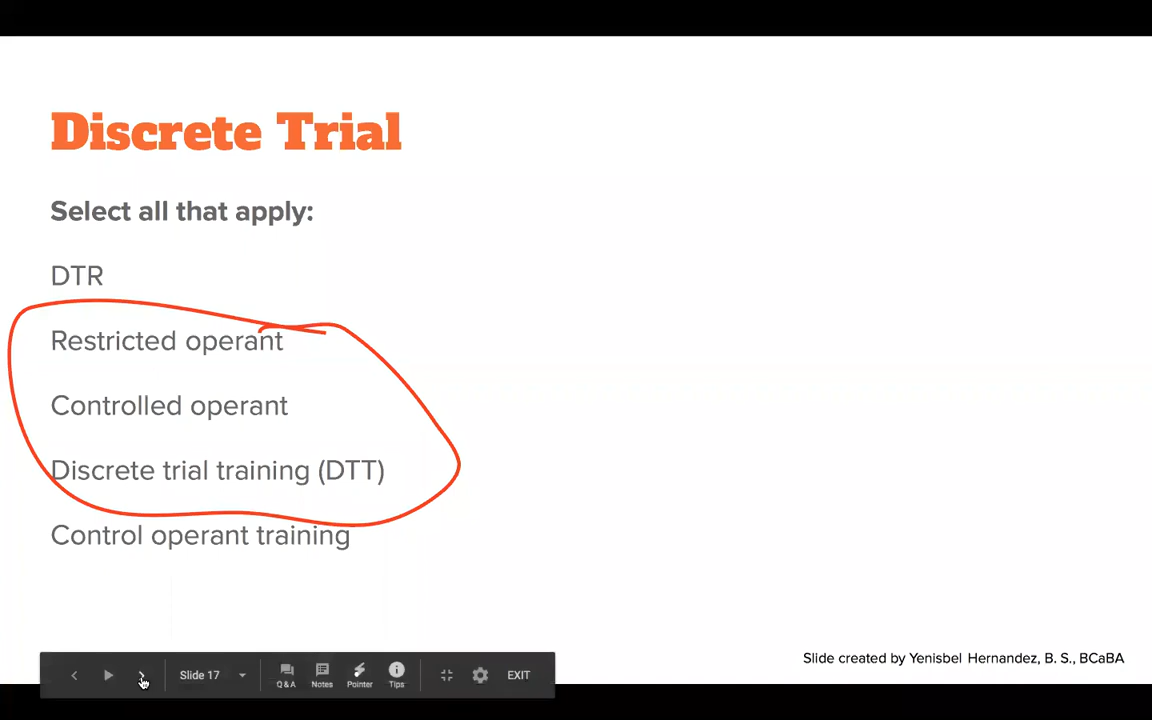 Discrete Trial
Select all that apply:
DTR
Restricted operant
Controlled operant
Discrete trial training (DTT)
Control operant training
Slide created by Yenisbel Hernandez, B. S., BCaBA
Slide 17
Q & A
Notes
Pointer
Tips
EXIT